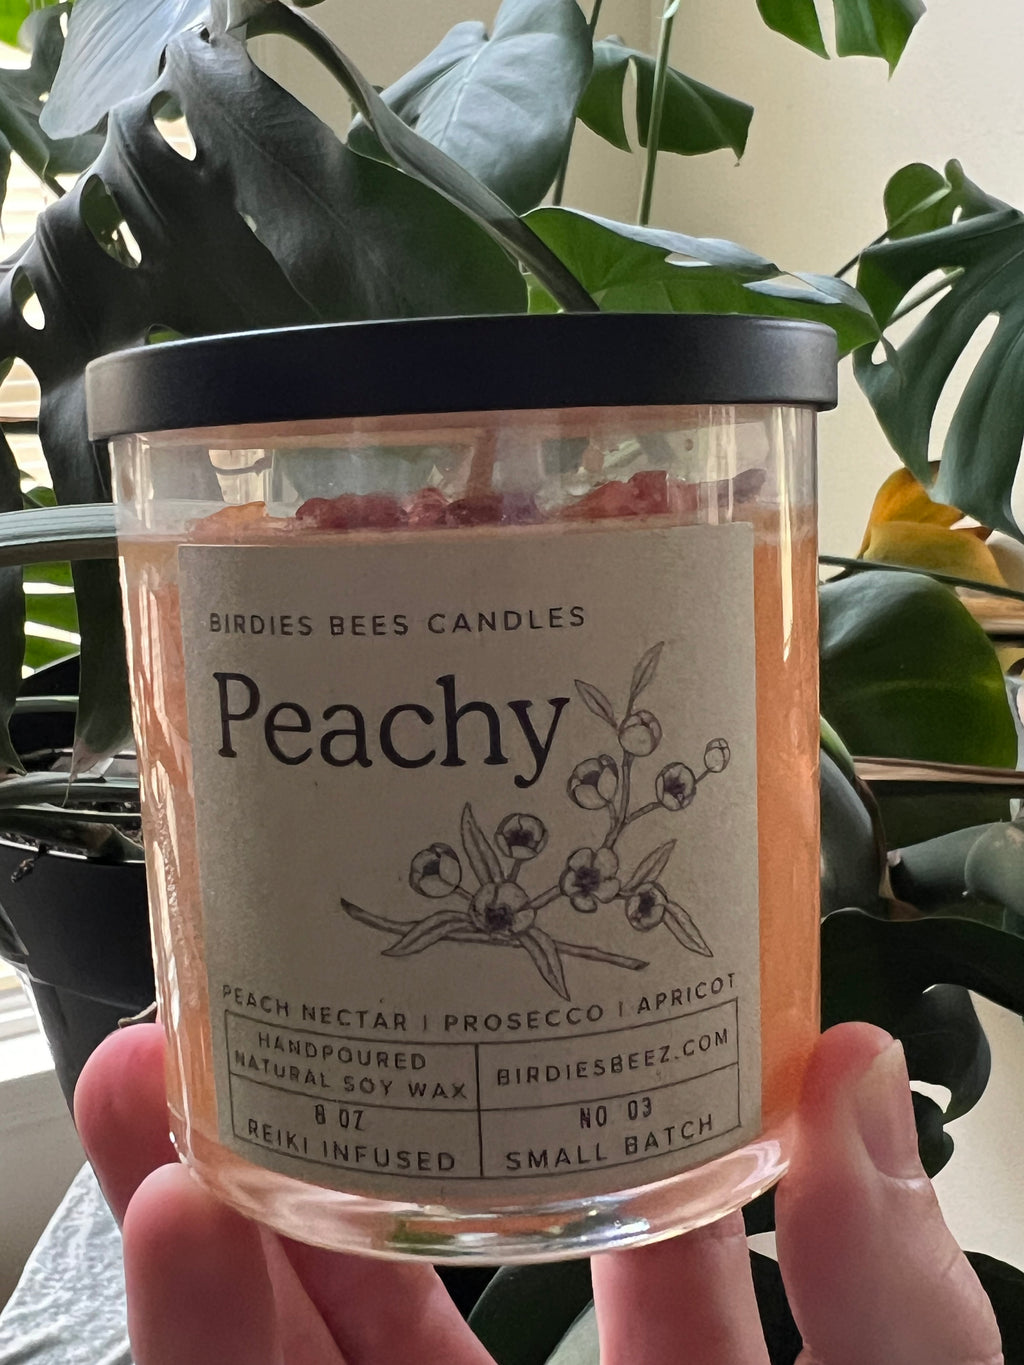 BIRDIES BEES CANDLES
Peachy
PEACH NECTAR | PROSECCO | APRICOT
HANDPOURED
NATURAL SOY WAX
BIRDIESBEEZ.COM
8 OZ
REIKI INFUSED
NO 03
SMALL BATCH